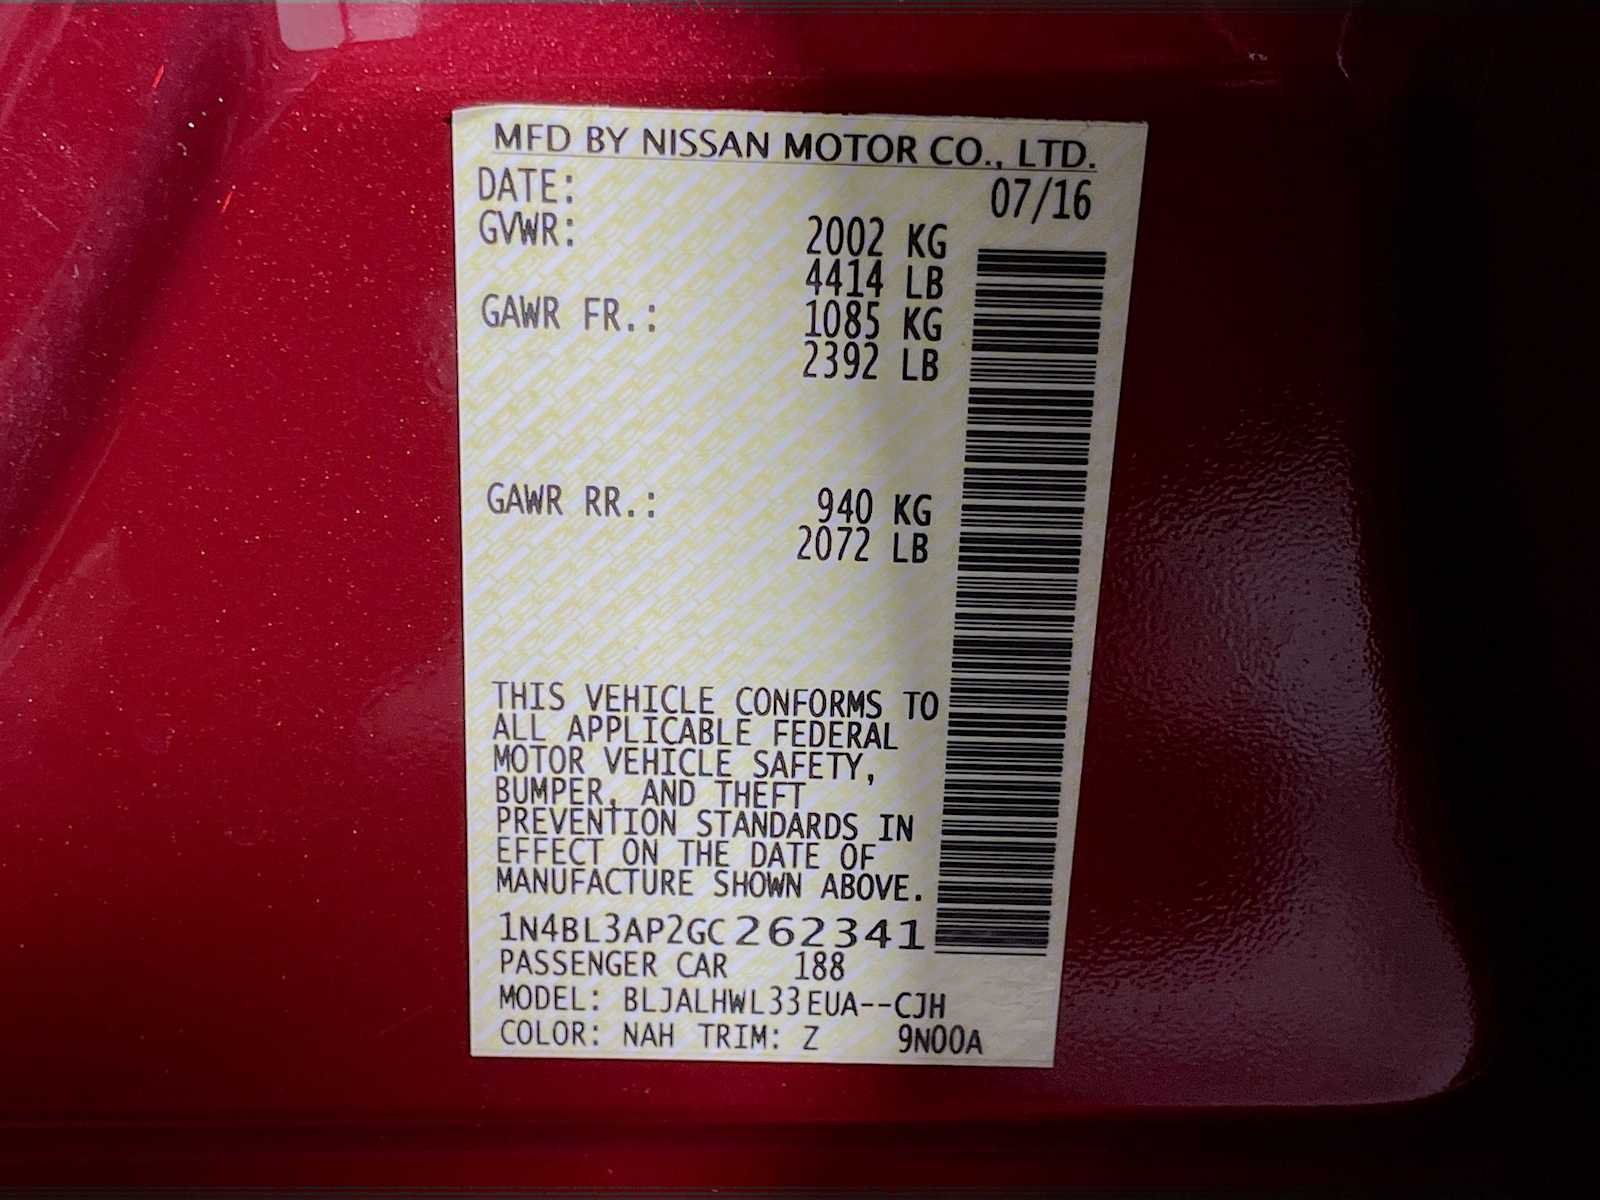 MFD BY NISSAN MOTOR CO., LTD.
DATE: 07/16
GVWR: 2002 KG
4414 LB
GAWR FR.: 1085 KG
2392 LB
GAWR RR.: 940 KG
2072 LB
THIS VEHICLE CONFORMS TO
ALL APPLICABLE FEDERAL
MOTOR VEHICLE SAFETY,
BUMPER, AND THEFT
PREVENTION STANDARDS IN
EFFECT ON THE DATE OF
MANUFACTURE SHOWN ABOVE.
1N4BL3AP2GC262341
PASSENGER CAR 188
MODEL: BLJALHWL33EUA--CJH
COLOR: NAH TRIM: Z 9N00A